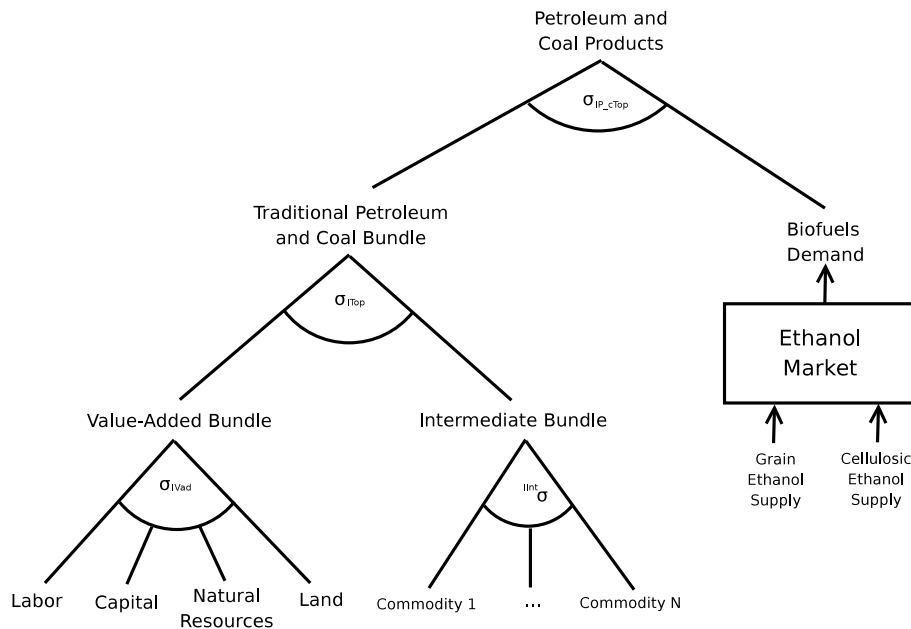 Petroleum and
Coal Products
σIP_cTop
Traditional Petroleum
and Coal Bundle
Biofuels
Demand
σITop
Ethanol
Market
Value-Added Bundle
Intermediate Bundle
Grain
Ethanol
Supply
Cellulosic
Ethanol
Supply
σIVad
IIntσ
Labor
Capital
Natural
Resources
Land
Commodity 1
...
Commodity N